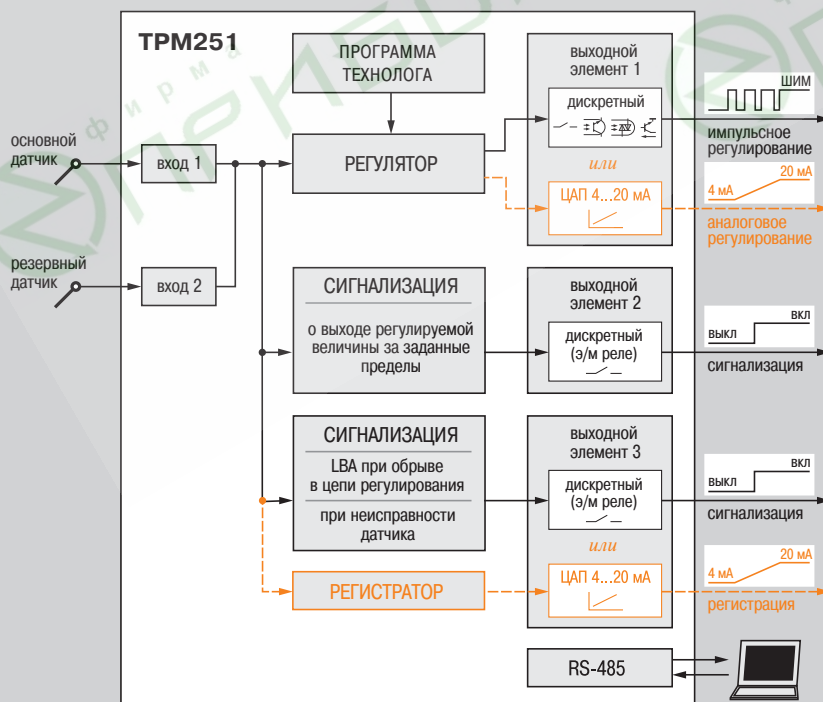 ТРМ251
ПРОГРАММА
ТЕХНОЛОГА
выходной
элемент 1
дискретный
ШИМ
импульсное
регулирование
основной
датчик
вход 1
РЕГУЛЯТОР
или
ЦАП 4...20 мА
4 мА
20 мА
аналоговое
регулирование
резервный
датчик
вход 2
СИГНАЛИЗАЦИЯ
о выходе регулируемой
величины за заданные
пределы
выходной
элемент 2
дискретный
(э/м реле)
ВЫКЛ
ВКЛ
сигнализация
СИГНАЛИЗАЦИЯ
LBA при обрыве
в цепи регулирования
при неисправности
датчика
выходной
элемент 3
дискретный
(э/м реле)
ВЫКЛ
ВКЛ
сигнализация
или
РЕГИСТРАТОР
ЦАП 4...20 мА
4 мА
20 мА
регистрация
RS-485
фирма